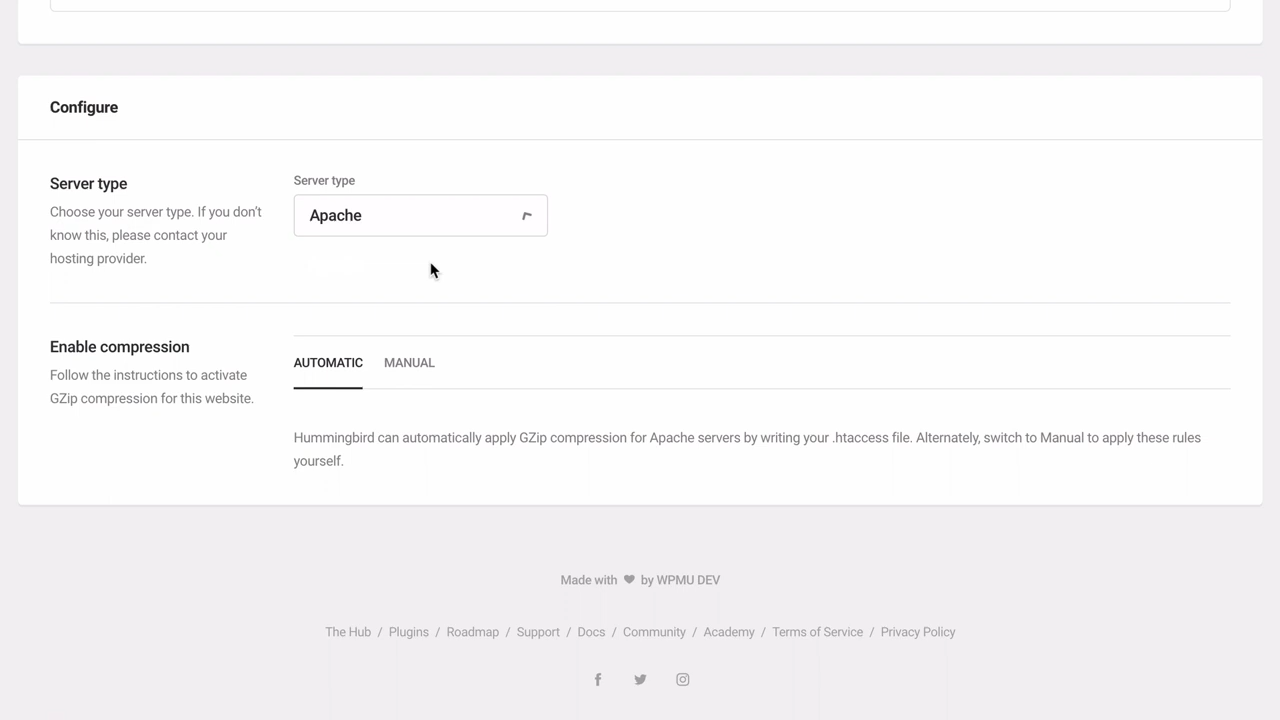 Configure
Server type
Choose your server type. If you don't
know this, please contact your
hosting provider.
Server type
Apache
Enable compression
Follow the instructions to activate
GZip compression for this website.
AUTOMATIC MANUAL
Hummingbird can automatically apply GZip compression for Apache servers by writing your .htaccess file. Alternately, switch to Manual to apply these rules
yourself.
Made with ♥ by WPMU DEV
The Hub / Plugins / Roadmap / Support / Docs / Community / Academy / Terms of Service / Privacy Policy